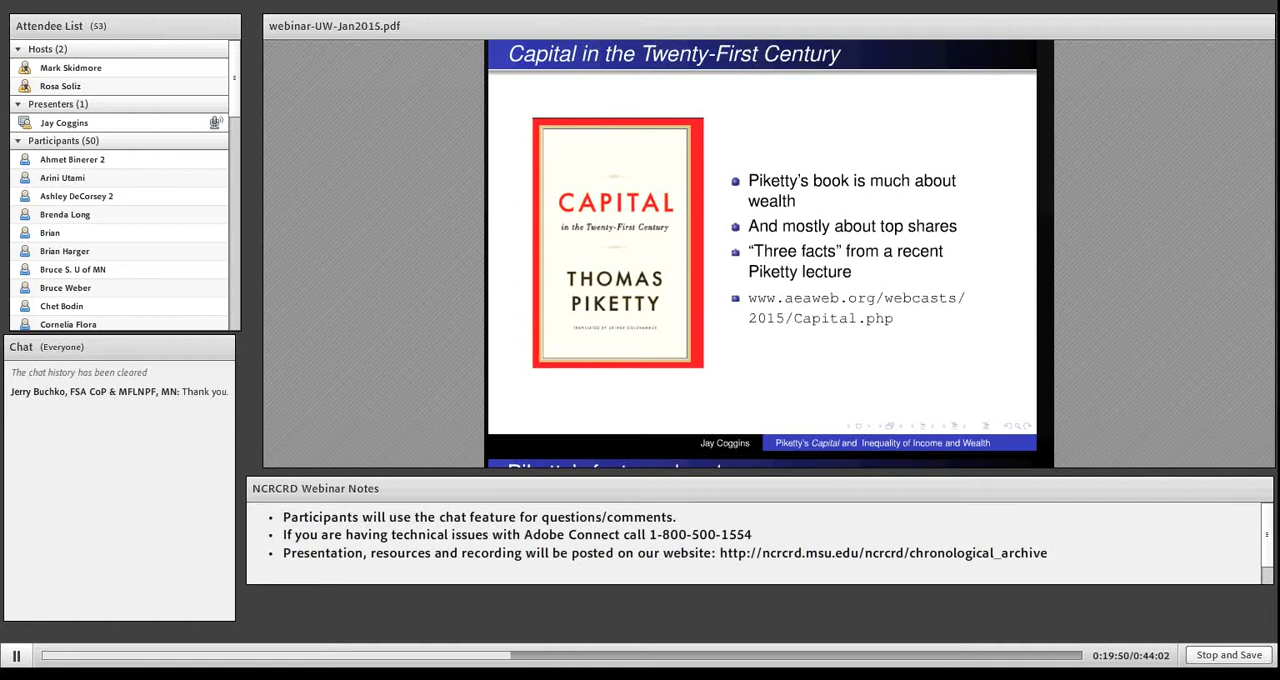 Attendee List (53)
Hosts (2)
Mark Skidmore
Rosa Soliz
Presenters (1)
Jay Coggins
Participants (50)
Ahmet Binerer 2
Arini Utami
Ashley DeCorsey 2
Brenda Long
Brian
Brian Harger
Bruce S. U of MN
Bruce Weber
Chet Bodin
Cornelia Flora
Chat (Everyone)
The chat history has been cleared
Jerry Buchko, FSA CoP & MFLNPF, MN: Thank you.
webinar-UW-Jan2015.pdf
Capital in the Twenty-First Century
CAPITAL
in the Twenty-First Century
THOMAS
PIKETTY
TRANSLATED BY ARTHUR GOLDHAMMER
Piketty's book is much about
wealth
And mostly about top shares
"Three facts" from a recent
Piketty lecture
www.aeaweb.org/webcasts/
2015/Capital.php
Jay Coggins
Piketty's Capital and Inequality of Income and Wealth
NCRCRD Webinar Notes
• Participants will use the chat feature for questions/comments.
• If you are having technical issues with Adobe Connect call 1-800-500-1554
• Presentation, resources and recording will be posted on our website: http://ncrcrd.msu.edu/ncrcrd/chronological_archive
0:19:50/0:44:02
Stop and Save